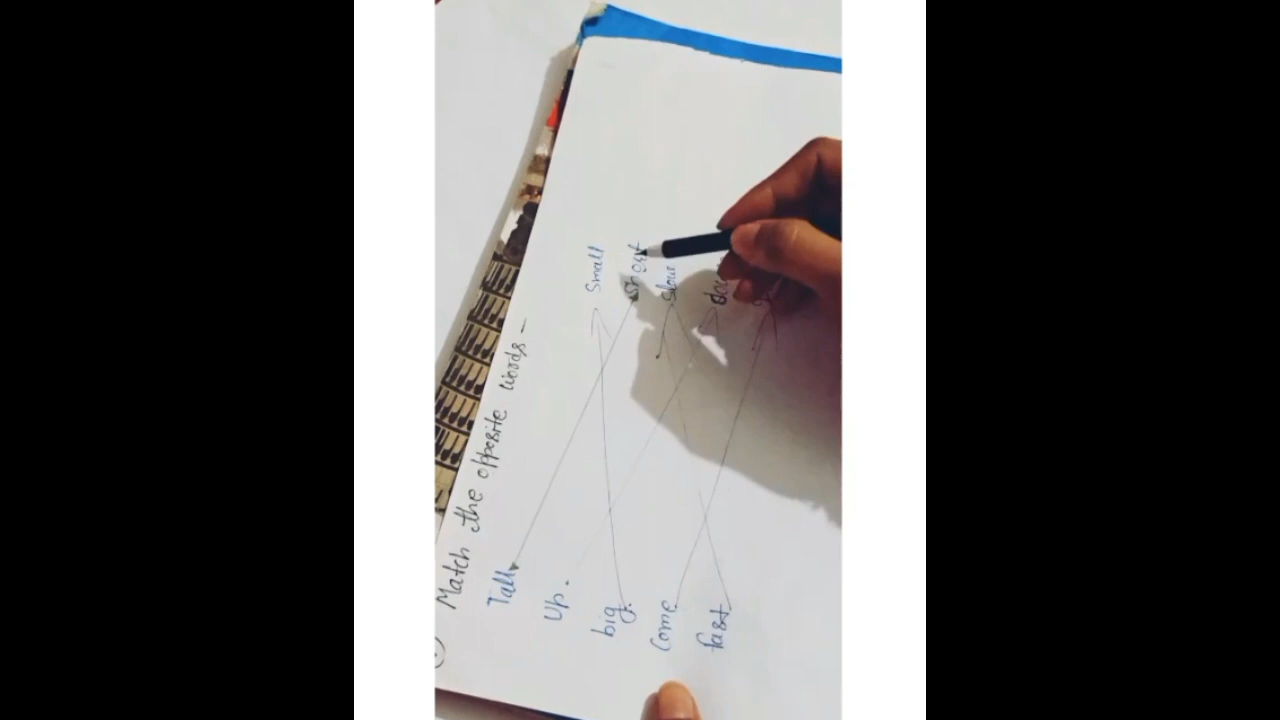 Match the opposite words -
Tall small
Up. short
big slow
Come
fast